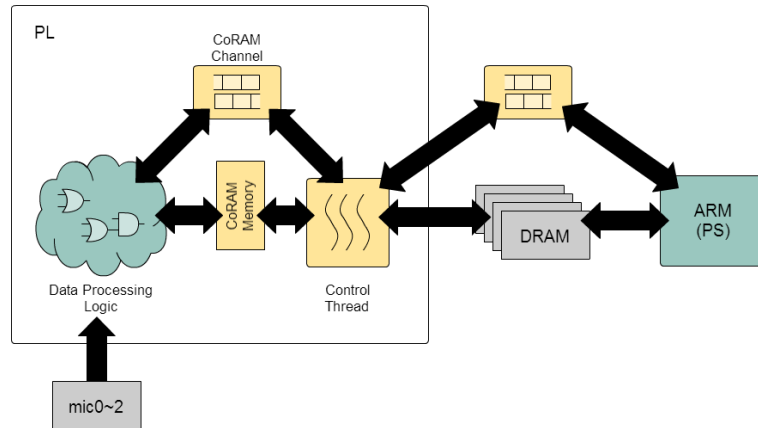 PL
CoRAM
Channel
CoRAM
Memory
DRAM
ARM
(PS)
Data Processing
Logic
Control
Thread
mic0~2